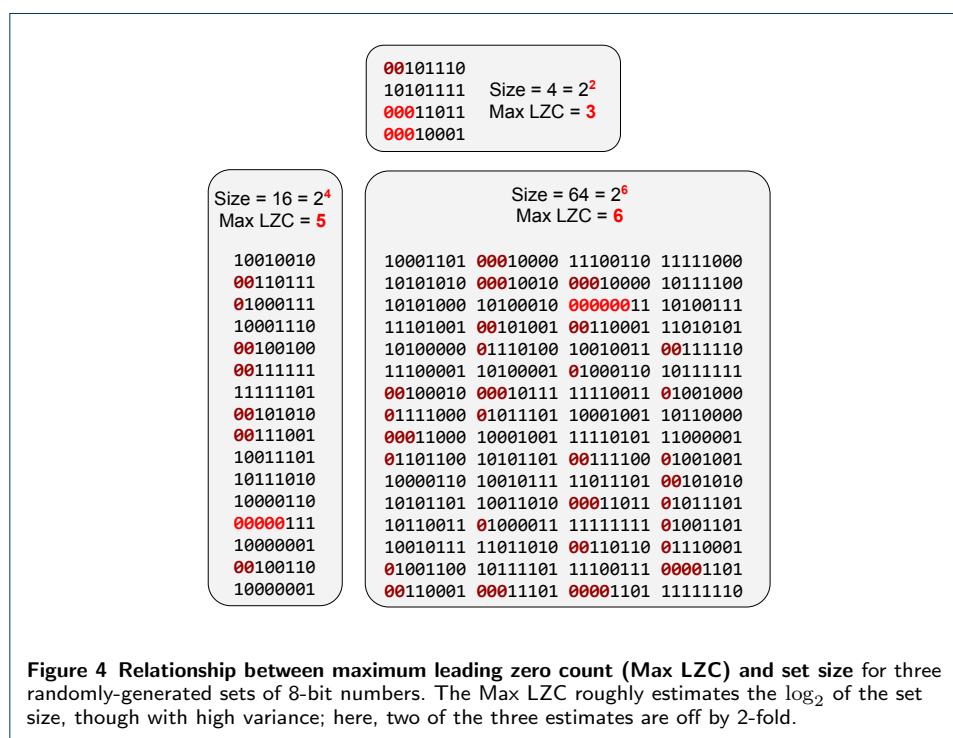 00101110
10101111
00011011
00010001
Size = 4 = 2²
Max LZC = 3
Size = 16 = 2⁴
Max LZC = 5
10010010
00110111
01000111
10001110
00100100
00111111
11111101
00101010
00111001
10011101
10111010
10000110
00000111
10000001
00100110
10000001
Size = 64 = 2⁶
Max LZC = 6
10001101 00010000 11100110 11111000
10101010 00010010 00010000 10111100
10101000 10100010 00000011 10100111
11101001 00101001 00110001 11010101
10100000 01110100 10010011 00111110
11100001 10100001 01000110 10111111
00100010 00010111 11110011 01001000
01111000 01011101 10001001 10110000
00011000 10001001 11110101 11000001
01101100 10101101 00111100 01001001
10000110 10010111 11011101 00101010
10101101 10011010 00011011 01011101
10110011 01000011 11111111 01001101
10010111 11011010 00110110 01110001
01001100 10111101 11100111 00001101
00110001 00011101 00001101 11111110
Figure 4 Relationship between maximum leading zero count (Max LZC) and set size for three
randomly-generated sets of 8-bit numbers. The Max LZC roughly estimates the log₂ of the set
size, though with high variance; here, two of the three estimates are off by 2-fold.